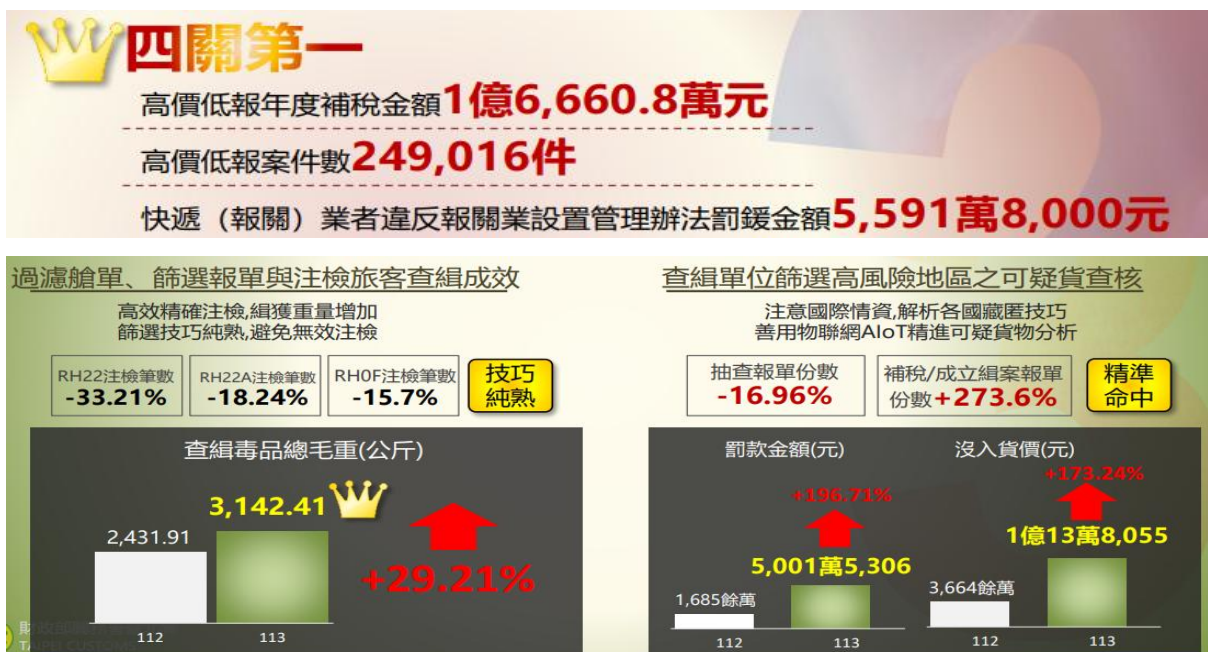 四關第一
高價低報年度補稅金額1億6,660.8萬元
高價低報案件數249,016件
快遞（報關）業者違反報關業設置管理辦法罰鍰金額5,591萬8,000元
過濾艙單、篩選報單與注檢旅客查緝成效
高效精確注檢,緝獲重量增加
篩選技巧純熟,避免無效注檢
RH22注檢筆數
-33.21%
RH22A注檢筆數
-18.24%
RH0F注檢筆數
-15.7%
技巧
純熟
查緝毒品總毛重(公斤)
3,142.41
2,431.91
+29.21%
112
113
TAIPEI CUSTOMS
查緝單位篩選高風險地區之可疑貨查核
注意國際情資,解析各國藏匿技巧
善用物聯網AIoT精進可疑貨物分析
抽查報單份數
-16.96%
補稅/成立緝案報單
份數+273.6%
精準
命中
罰款金額(元)
+196.71%
5,001萬5,306
1,685餘萬
112
113
沒入貨價(元)
+173.24%
1億13萬8,055
3,664餘萬
112
113